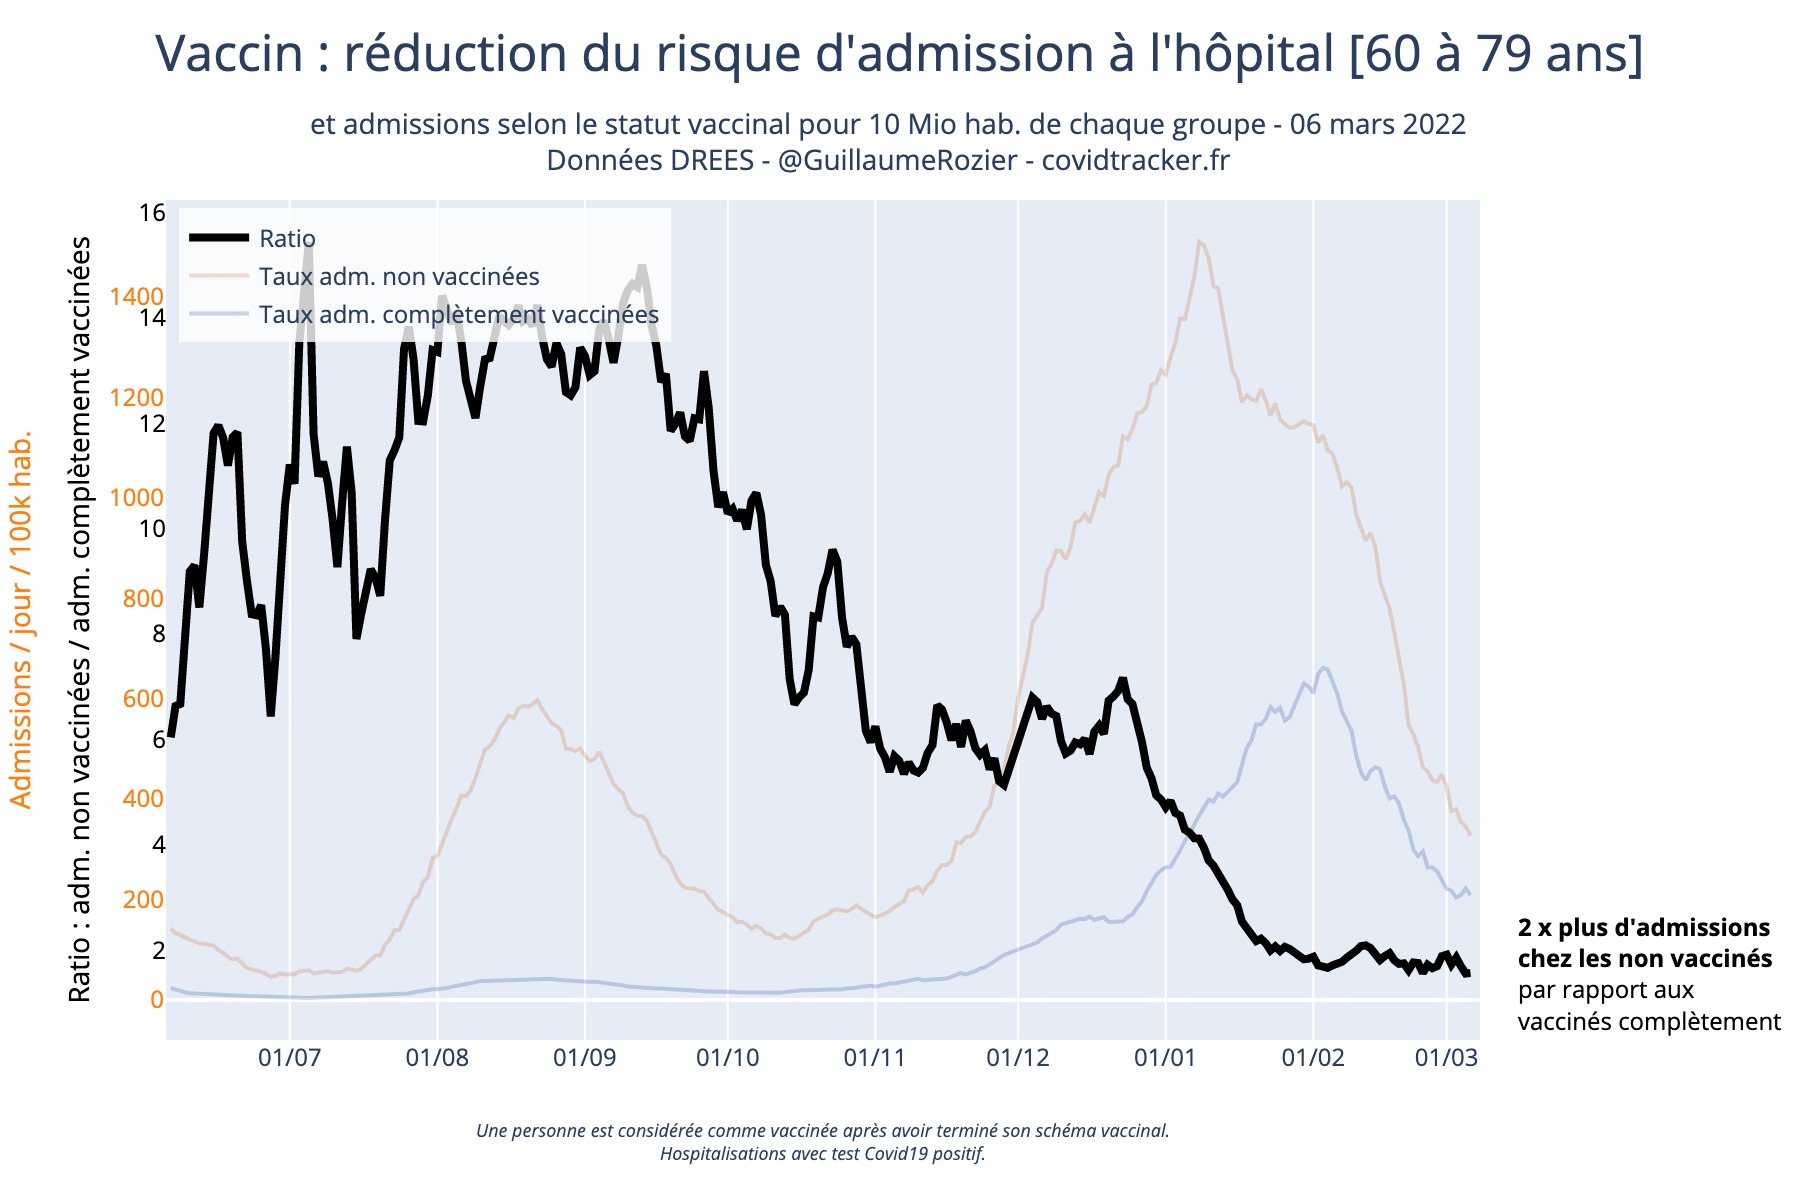 Vaccin : réduction du risque d'admission à l'hôpital [60 à 79 ans]
et admissions selon le statut vaccinal pour 10 Mio hab. de chaque groupe - 06 mars 2022
Données DREES - @GuillaumeRozier - covidtracker.fr
Admissions / jour / 100k hab.
Ratio : adm. non vaccinées / adm. complètement vaccinées
1400
1200
1000
800
600
400
200
0
16
14
12
10
8
6
4
2
Ratio
Taux adm. non vaccinées
Taux adm. complètement vaccinées
01/07
01/08
01/09
01/10
01/11
01/12
01/01
01/02
01/03
2 x plus d'admissions
chez les non vaccinés
par rapport aux
vaccinés complètement
Une personne est considérée comme vaccinée après avoir terminé son schéma vaccinal.
Hospitalisations avec test Covid19 positif.